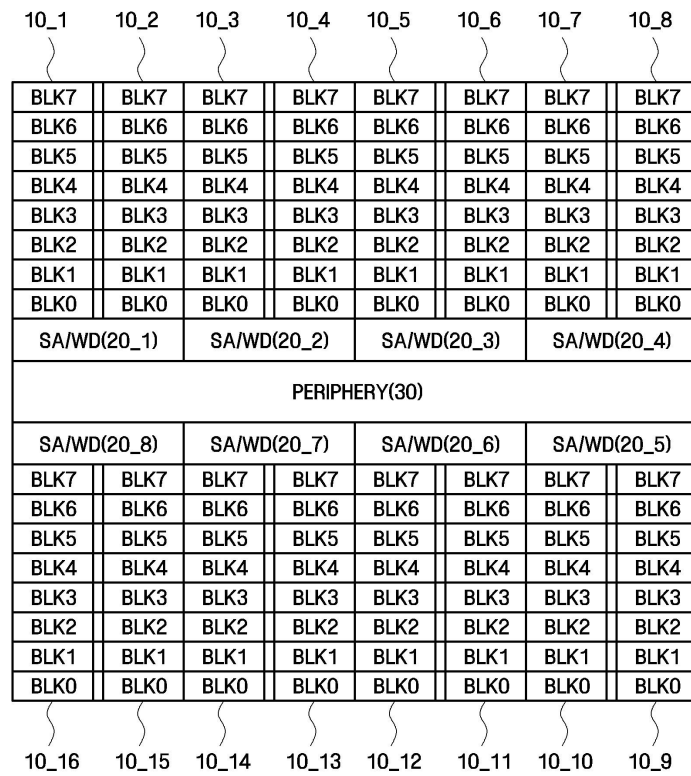 10_1 10_2 10_3 10_4 10_5 10_6 10_7 10_8
BLK7 BLK7 BLK7 BLK7 BLK7 BLK7 BLK7 BLK7
BLK6 BLK6 BLK6 BLK6 BLK6 BLK6 BLK6 BLK6
BLK5 BLK5 BLK5 BLK5 BLK5 BLK5 BLK5 BLK5
BLK4 BLK4 BLK4 BLK4 BLK4 BLK4 BLK4 BLK4
BLK3 BLK3 BLK3 BLK3 BLK3 BLK3 BLK3 BLK3
BLK2 BLK2 BLK2 BLK2 BLK2 BLK2 BLK2 BLK2
BLK1 BLK1 BLK1 BLK1 BLK1 BLK1 BLK1 BLK1
BLK0 BLK0 BLK0 BLK0 BLK0 BLK0 BLK0 BLK0
SA/WD(20_1) SA/WD(20_2) SA/WD(20_3) SA/WD(20_4)
PERIPHERY(30)
SA/WD(20_8) SA/WD(20_7) SA/WD(20_6) SA/WD(20_5)
BLK7 BLK7 BLK7 BLK7 BLK7 BLK7 BLK7 BLK7
BLK6 BLK6 BLK6 BLK6 BLK6 BLK6 BLK6 BLK6
BLK5 BLK5 BLK5 BLK5 BLK5 BLK5 BLK5 BLK5
BLK4 BLK4 BLK4 BLK4 BLK4 BLK4 BLK4 BLK4
BLK3 BLK3 BLK3 BLK3 BLK3 BLK3 BLK3 BLK3
BLK2 BLK2 BLK2 BLK2 BLK2 BLK2 BLK2 BLK2
BLK1 BLK1 BLK1 BLK1 BLK1 BLK1 BLK1 BLK1
BLK0 BLK0 BLK0 BLK0 BLK0 BLK0 BLK0 BLK0
10_16 10_15 10_14 10_13 10_12 10_11 10_10 10_9